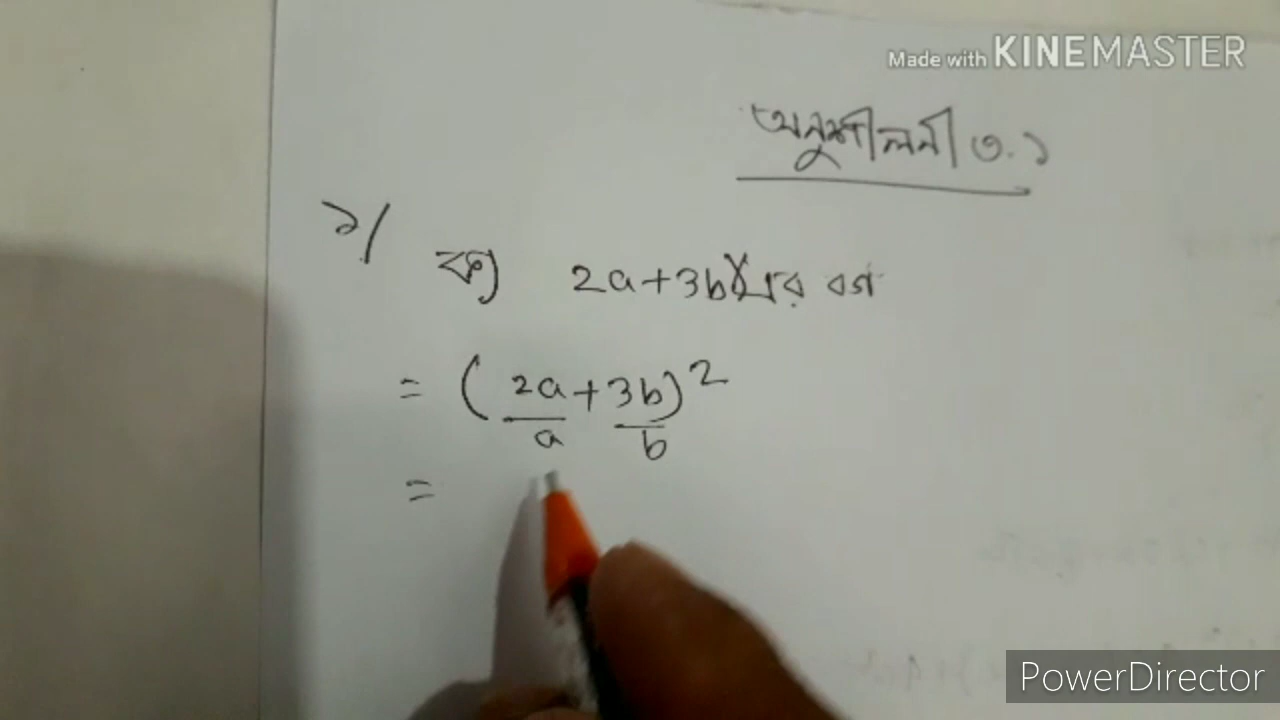 Made with KINEMASTER
অনুশীলনী ৩.১
১/
ক) 2a+3b এর বর্গ
= (2a+3b)²
a b
=
PowerDirector